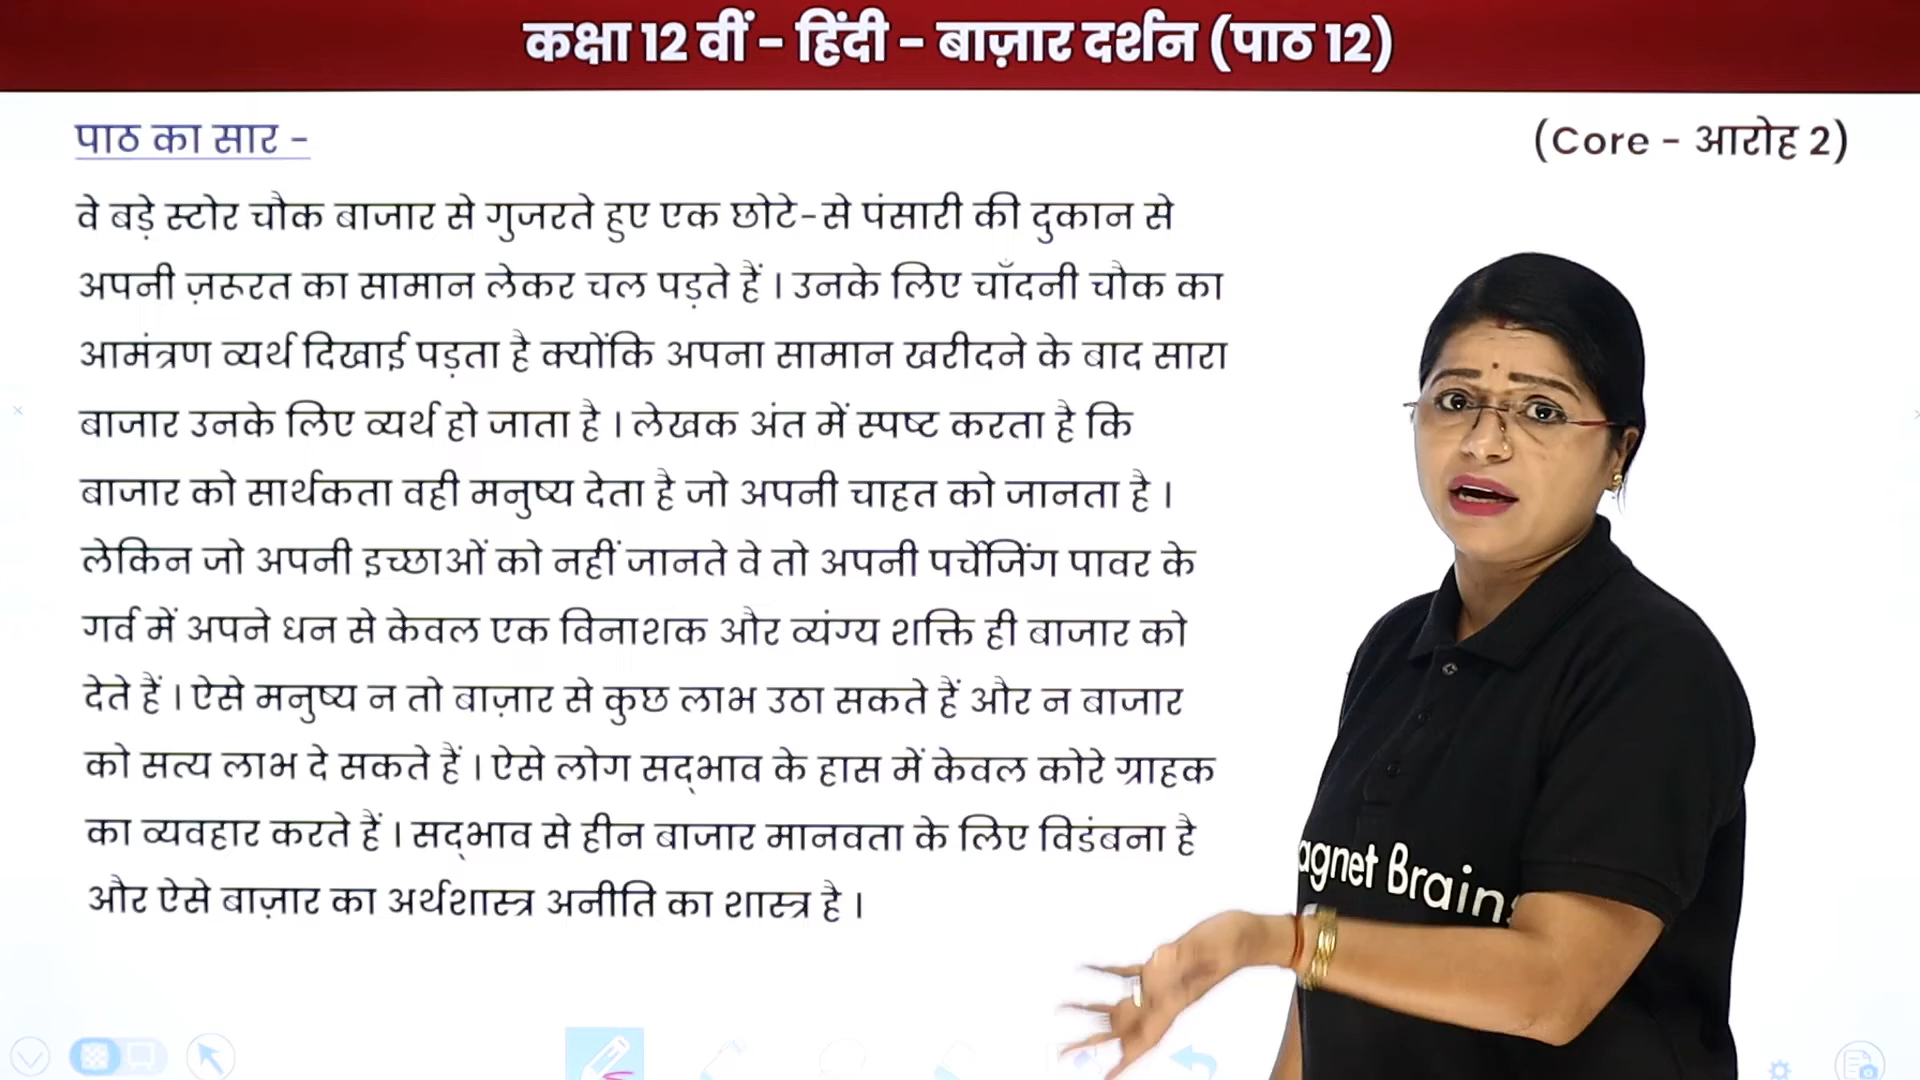 कक्षा 12 वीं - हिंदी - बाज़ार दर्शन (पाठ 12)
पाठ का सार -
(Core - आरोह 2)
वे बड़े स्टोर चौक बाजार से गुजरते हुए एक छोटे-से पंसारी की दुकान से
अपनी ज़रूरत का सामान लेकर चल पड़ते हैं । उनके लिए चाँदनी चौक का
आमंत्रण व्यर्थ दिखाई पड़ता है क्योंकि अपना सामान खरीदने के बाद सारा
बाजार उनके लिए व्यर्थ हो जाता है । लेखक अंत में स्पष्ट करता है कि
बाजार को सार्थकता वही मनुष्य देता है जो अपनी चाहत को जानता है ।
लेकिन जो अपनी इच्छाओं को नहीं जानते वे तो अपनी पर्चेंजिंग पावर के
गर्व में अपने धन से केवल एक विनाशक और व्यंग्य शक्ति ही बाजार को
देते हैं । ऐसे मनुष्य न तो बाज़ार से कुछ लाभ उठा सकते हैं और न बाजार
को सत्य लाभ दे सकते हैं । ऐसे लोग सद्‌भाव के हास में केवल कोरे ग्राहक
का व्यवहार करते हैं । सद्‌भाव से हीन बाजार मानवता के लिए विडंबना है
और ऐसे बाज़ार का अर्थशास्त्र अनीति का शास्त्र है ।
agnet Brains